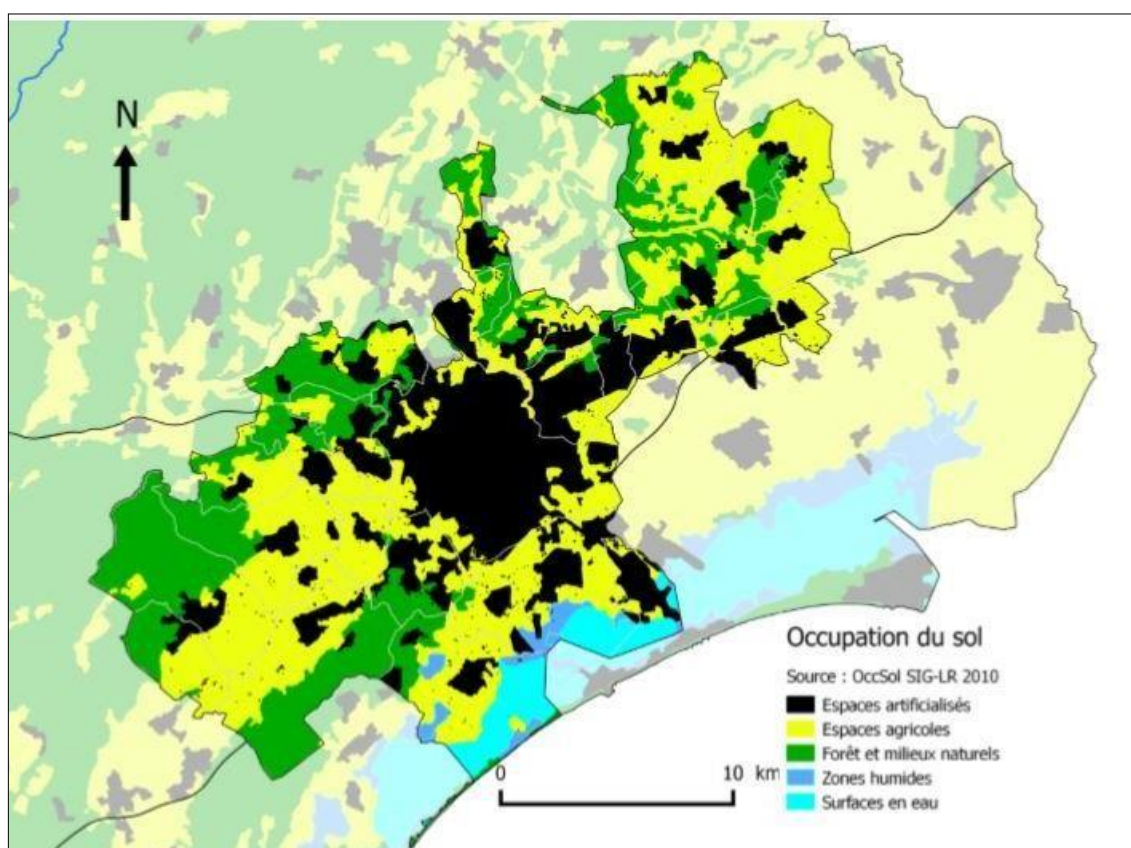 N
Occupation du sol
Source : OccSol SIG-LR 2010
Espaces artificialisés
Espaces agricoles
Forêt et milieux naturels
Zones humides
Surfaces en eau
0 10 km